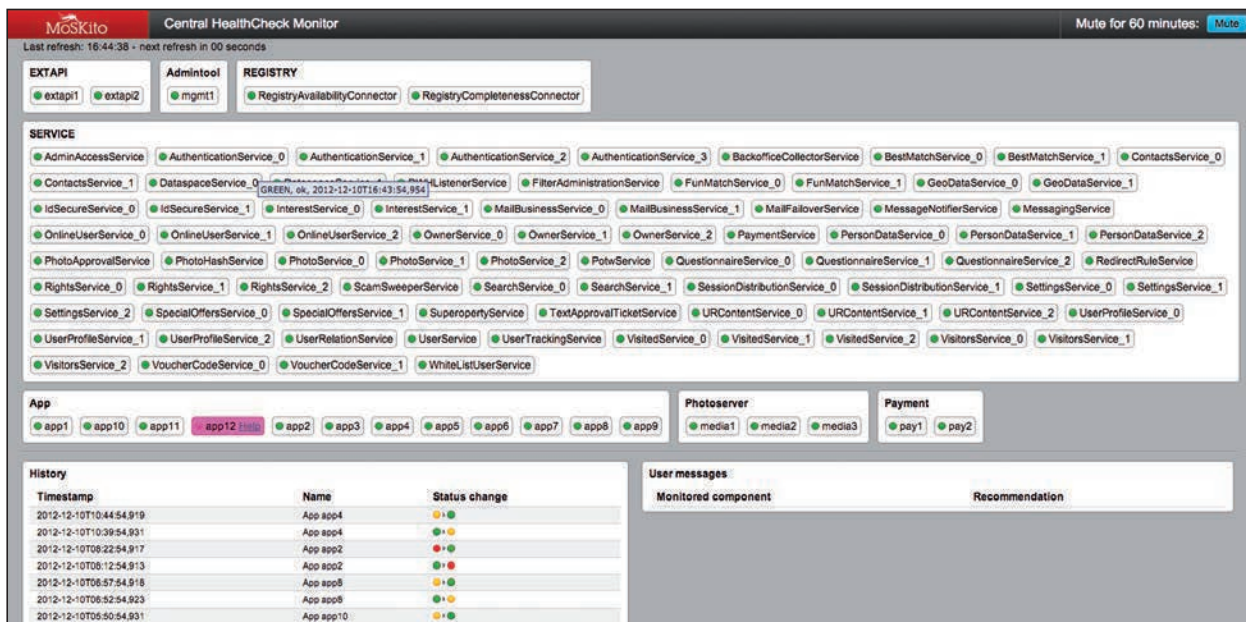 MoSKito Central HealthCheck Monitor Mute for 60 minutes: Mute
Last refresh: 16:44:38 - next refresh in 00 seconds
EXTAPI
extapi1 extapi2
Admintool
mgmt1
REGISTRY
RegistryAvailabilityConnector RegistryCompletenessConnector
SERVICE
AdminAccessService AuthenticationService_0 AuthenticationService_1 AuthenticationService_2 AuthenticationService_3 BackofficeCollectorService BestMatchService_0 BestMatchService_1 ContactsService_0
ContactsService_1 DataspaceService_0 ListenerService FilterAdministrationService FunMatchService_0 FunMatchService_1 GeoDataService_0 GeoDataService_1
GREEN, ok, 2012-12-10T16:43:54,954
IdSecureService_0 IdSecureService_1 InterestService_0 InterestService_1 MailBusinessService_0 MailBusinessService_1 MailFailoverService MessageNotifierService MessagingService
OnlineUserService_0 OnlineUserService_1 OnlineUserService_2 OwnerService_0 OwnerService_1 OwnerService_2 PaymentService PersonDataService_0 PersonDataService_1 PersonDataService_2
PhotoApprovalService PhotoHashService PhotoService_0 PhotoService_1 PhotoService_2 PotwService QuestionnaireService_0 QuestionnaireService_1 QuestionnaireService_2 RedirectRuleService
RightsService_0 RightsService_1 RightsService_2 ScamSweeperService SearchService_0 SearchService_1 SessionDistributionService_0 SessionDistributionService_1 SettingsService_0 SettingsService_1
SettingsService_2 SpecialOffersService_0 SpecialOffersService_1 SuperopertyService TextApprovalTicketService URContentService_0 URContentService_1 URContentService_2 UserProfileService_0
UserProfileService_1 UserProfileService_2 UserRelationService UserService UserTrackingService VisitedService_0 VisitedService_1 VisitedService_2 VisitorsService_0 VisitorsService_1
VisitorsService_2 VoucherCodeService_0 VoucherCodeService_1 WhiteListUserService
App
app1 app10 app11 app12 Help app2 app3 app4 app5 app6 app7 app8 app9
Photoserver
media1 media2 media3
Payment
pay1 pay2
History
Timestamp Name Status change
2012-12-10T10:44:54,919 App app4
2012-12-10T10:39:54,931 App app4
2012-12-10T08:22:54,917 App app2
2012-12-10T08:12:54,913 App app2
2012-12-10T06:57:54,918 App app8
2012-12-10T06:52:54,923 App app8
2012-12-10T05:50:54,931 App app10
User messages
Monitored component Recommendation